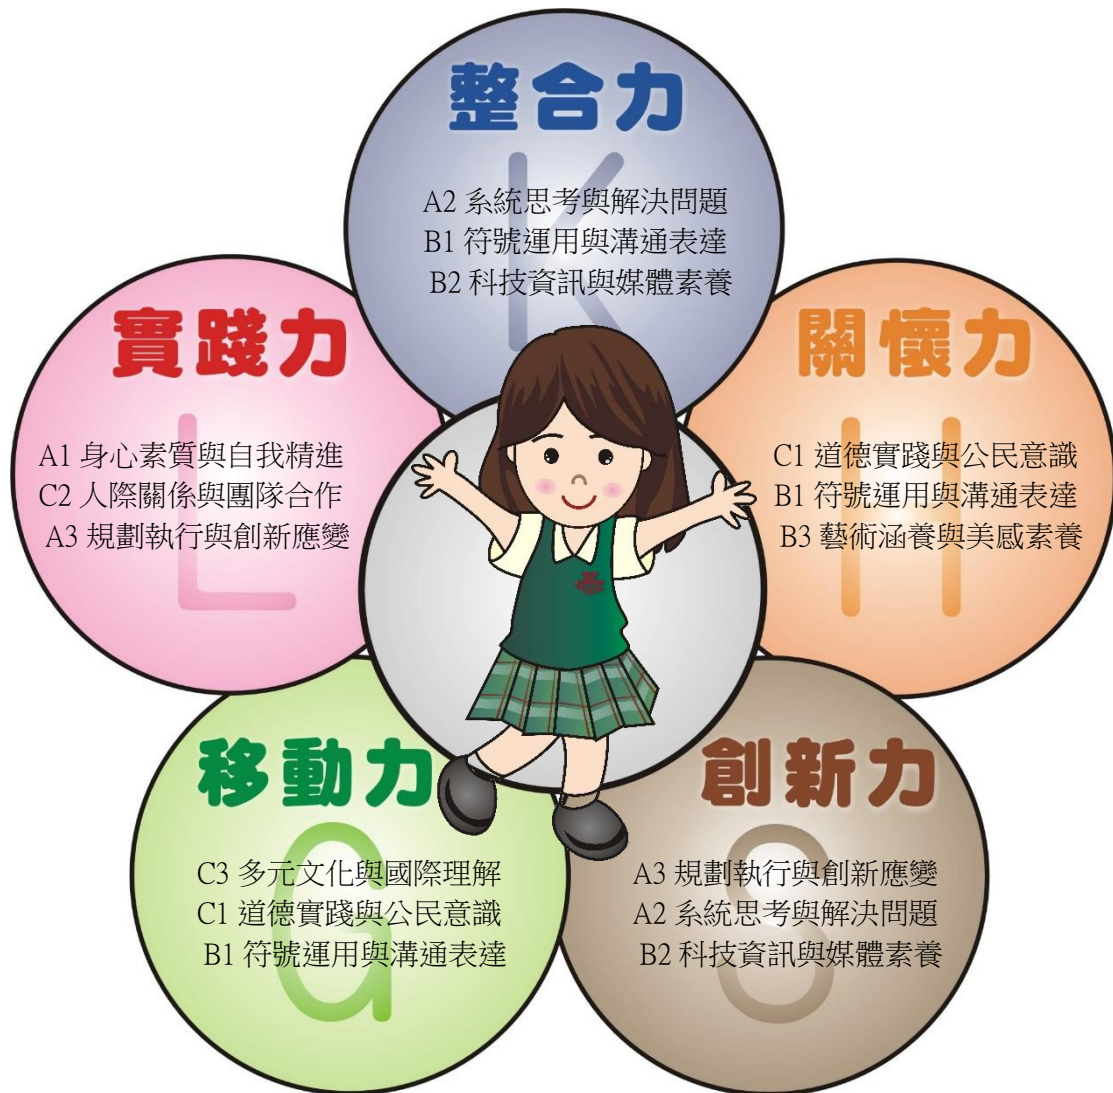 整合力
K
A2 系統思考與解決問題
B1 符號運用與溝通表達
B2 科技資訊與媒體素養
實踐力
L
A1 身心素質與自我精進
C2 人際關係與團隊合作
A3 規劃執行與創新應變
關懷力
H
C1 道德實踐與公民意識
B1 符號運用與溝通表達
B3 藝術涵養與美感素養
移動力
G
C3 多元文化與國際理解
C1 道德實踐與公民意識
B1 符號運用與溝通表達
創新力
S
A3 規劃執行與創新應變
A2 系統思考與解決問題
B2 科技資訊與媒體素養